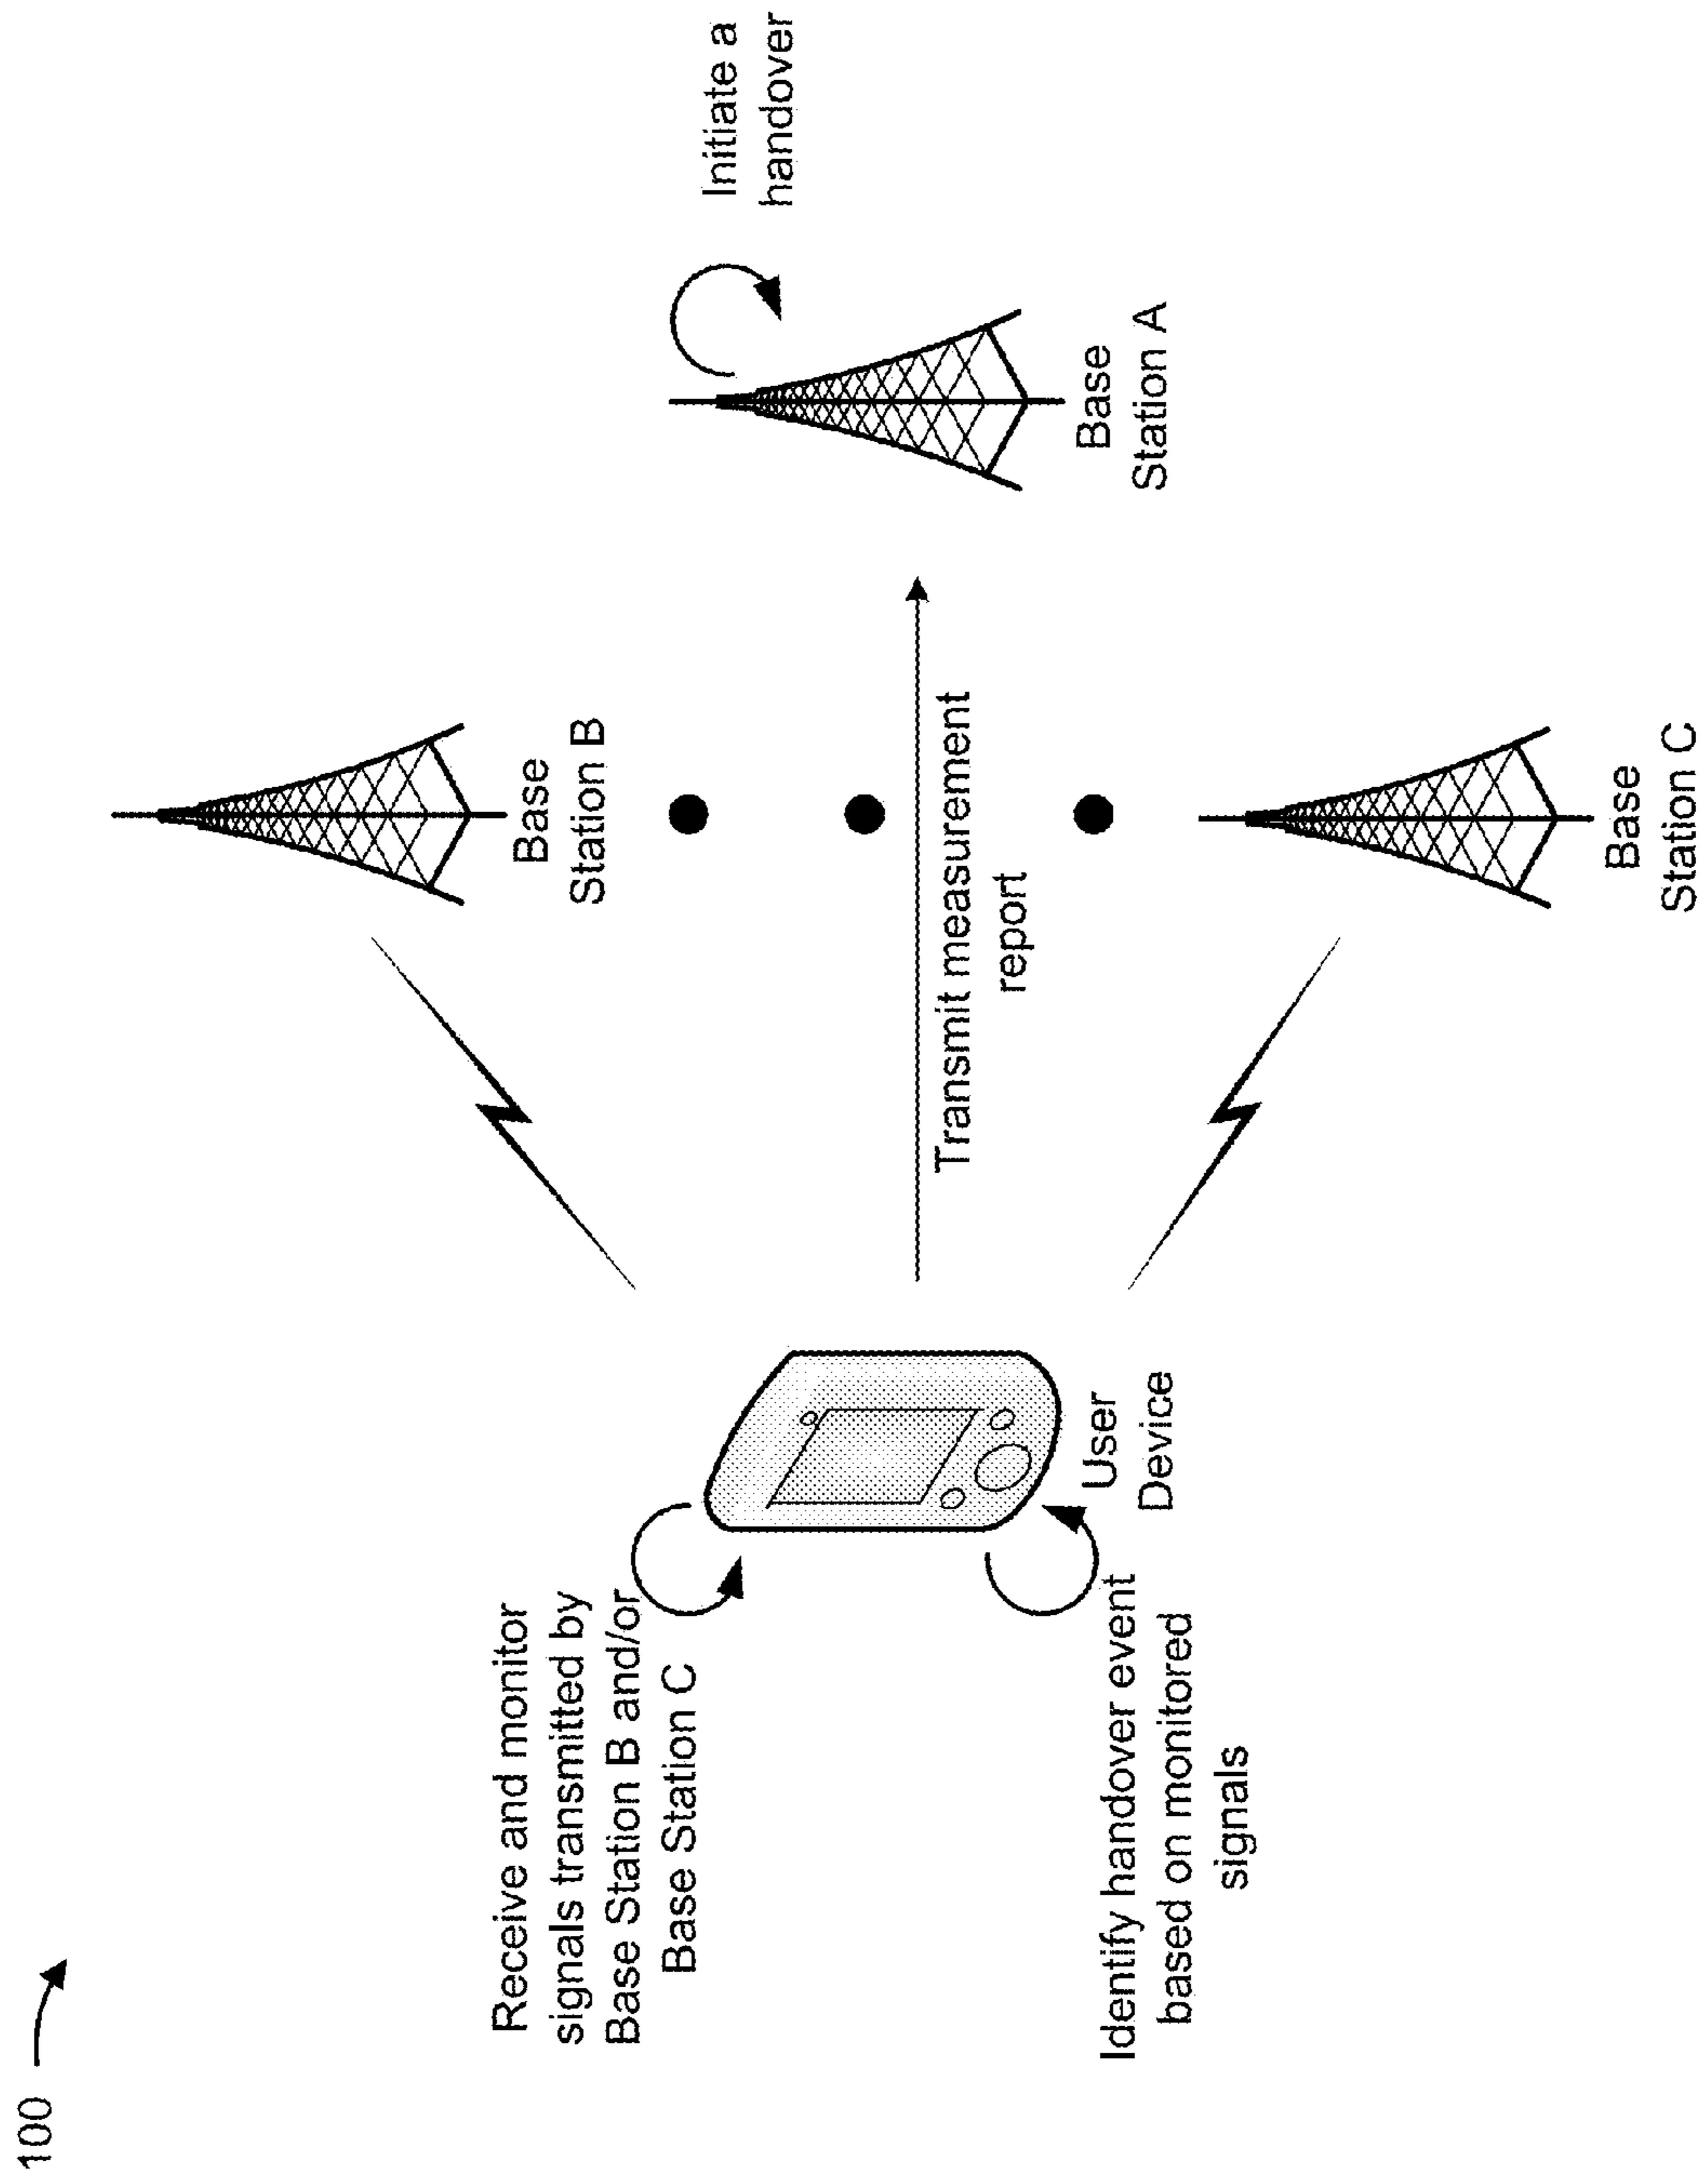 100
Receive and monitor
signals transmitted by
Base Station B and/or
Base Station C
Identify handover event
based on monitored
signals
User
Device
Transmit measurement
report
Base
Station B
Base
Station C
Base
Station A
Initiate a
handover